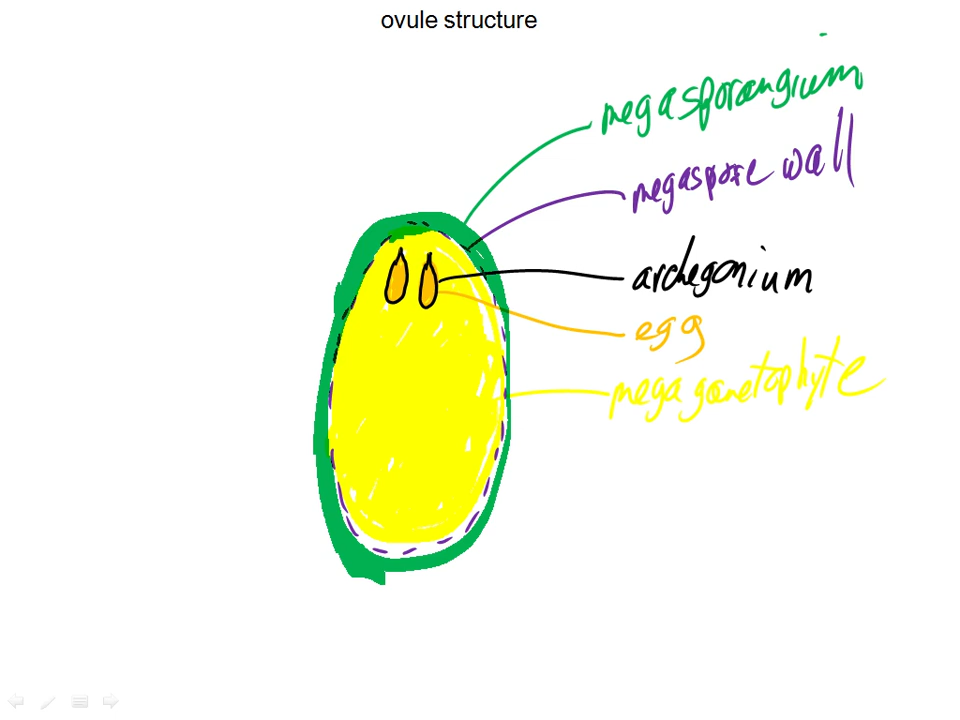 ovule structure
megasporangium
megaspore wall
archegonium
egg
megagametophyte